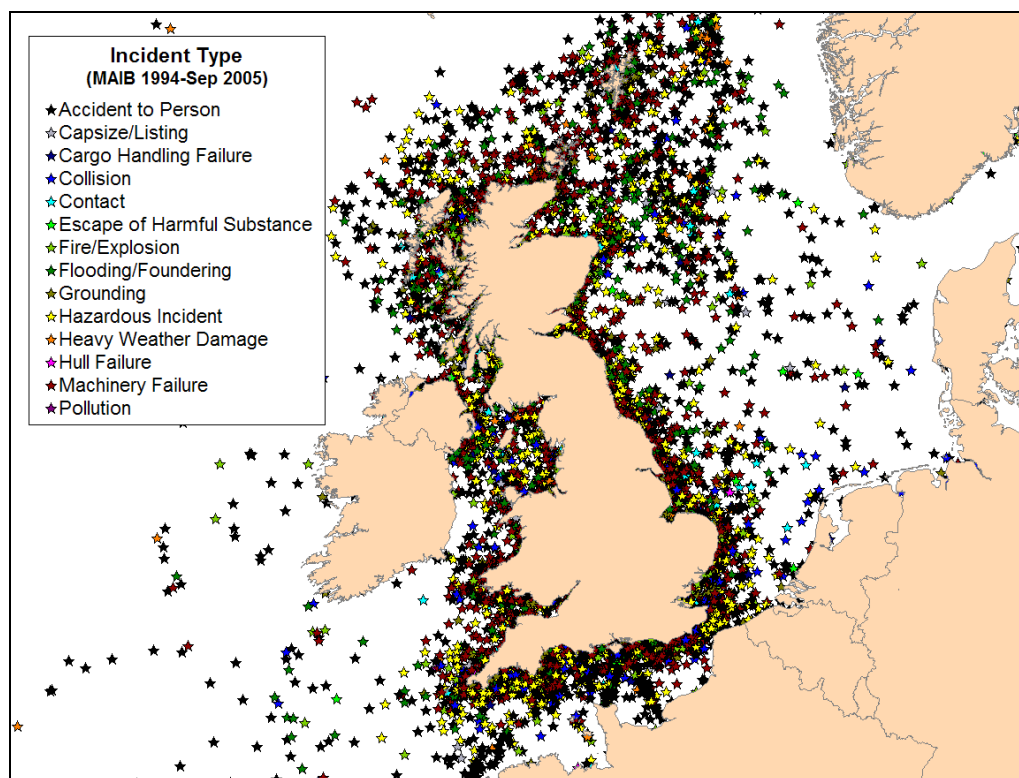 Incident Type
(MAIB 1994-Sep 2005)
Accident to Person
Capsize/Listing
Cargo Handling Failure
Collision
Contact
Escape of Harmful Substance
Fire/Explosion
Flooding/Foundering
Grounding
Hazardous Incident
Heavy Weather Damage
Hull Failure
Machinery Failure
Pollution